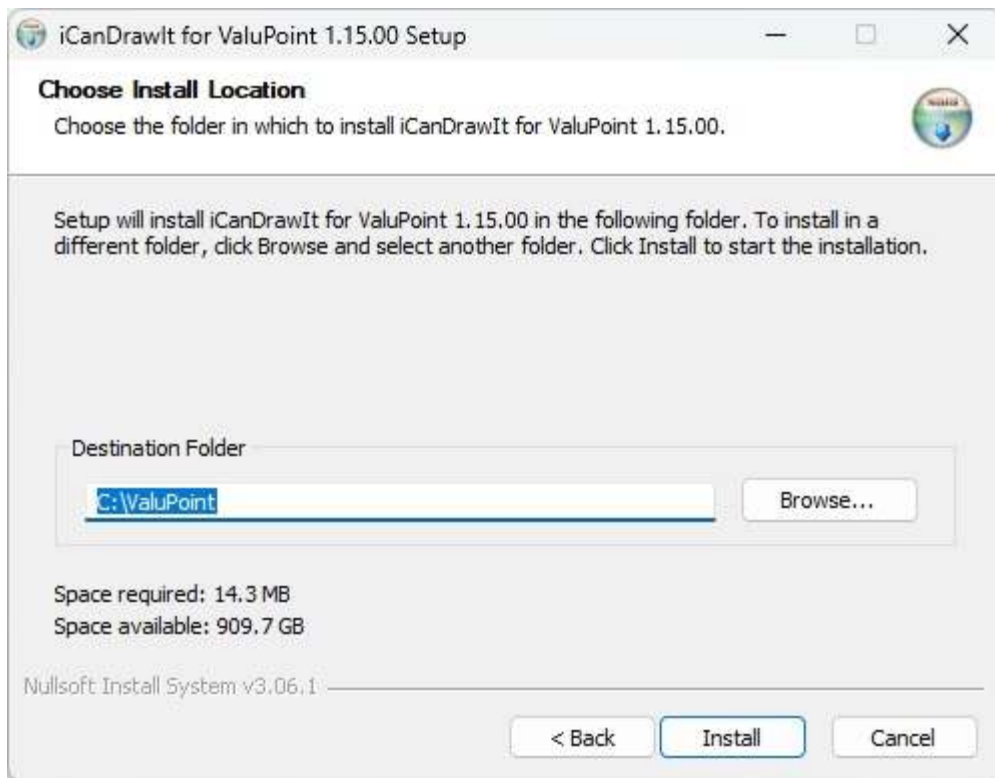 iCanDrawIt for ValuPoint 1.15.00 Setup
Choose Install Location
Choose the folder in which to install iCanDrawIt for ValuPoint 1.15.00.
Setup will install iCanDrawIt for ValuPoint 1.15.00 in the following folder. To install in a
different folder, click Browse and select another folder. Click Install to start the installation.
Destination Folder
C:\ValuPoint
Browse...
Space required: 14.3 MB
Space available: 909.7 GB
Nullsoft Install System v3.06.1
< Back
Install
Cancel